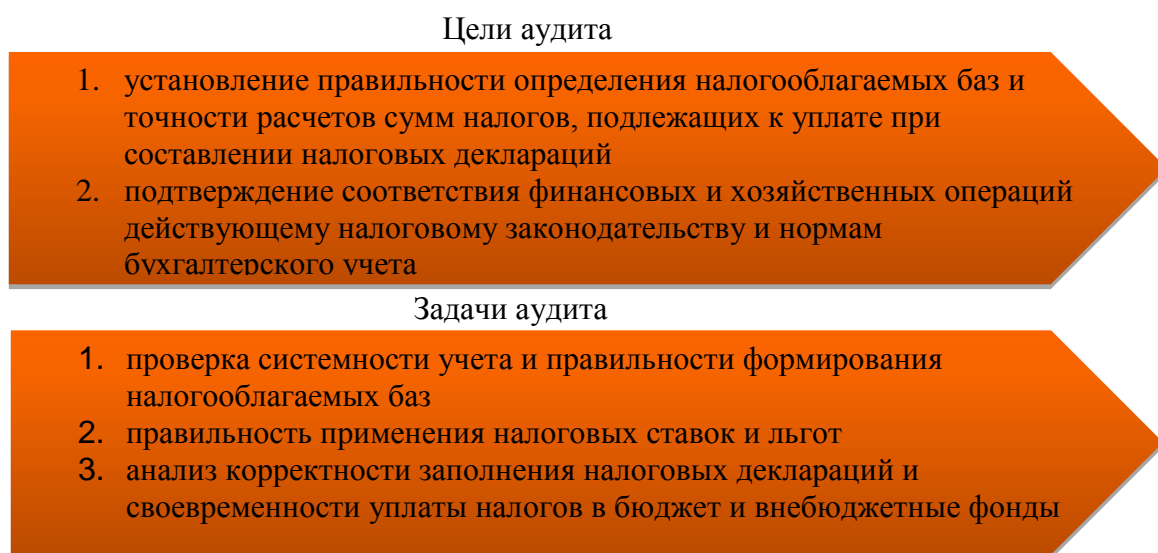 Цели аудита
1. установление правильности определения налогооблагаемых баз и
точности расчетов сумм налогов, подлежащих к уплате при
составлении налоговых деклараций
2. подтверждение соответствия финансовых и хозяйственных операций
действующему налоговому законодательству и нормам
бухгалтерского учета
Задачи аудита
1. проверка системности учета и правильности формирования
налогооблагаемых баз
2. правильность применения налоговых ставок и льгот
3. анализ корректности заполнения налоговых деклараций и
своевременности уплаты налогов в бюджет и внебюджетные фонды